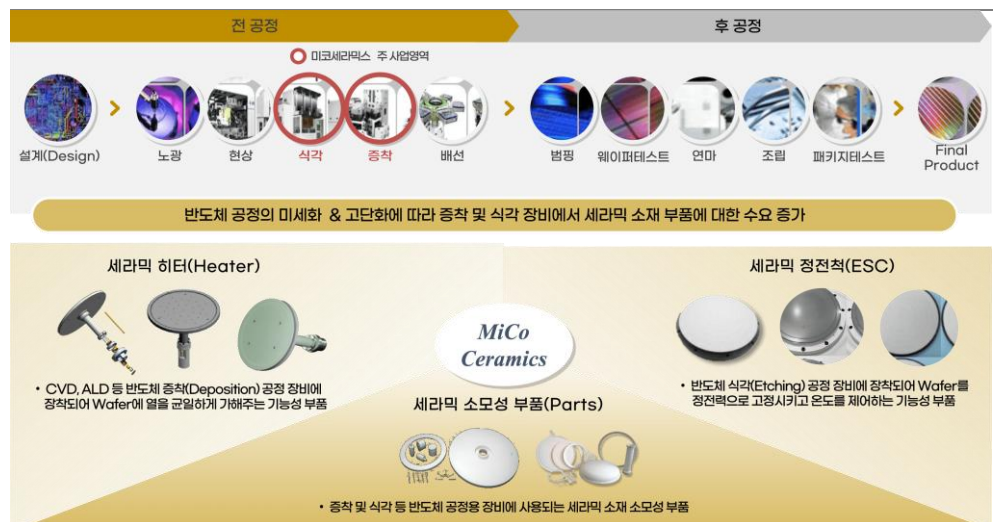 전 공정
후 공정
미코세라믹스 주 사업영역
설계(Design)
노광
현상
식각
증착
배선
범핑
웨이퍼테스트
연마
조립
패키지테스트
Final
Product
반도체 공정의 미세화 & 고단화에 따라 증착 및 식각 장비에서 세라믹 소재 부품에 대한 수요 증가
세라믹 히터(Heater)
• CVD, ALD 등 반도체 증착(Deposition) 공정 장비에
장착되어 Wafer에 열을 균일하게 가해주는 기능성 부품
MiCo
Ceramics
세라믹 소모성 부품(Parts)
• 증착 및 식각 등 반도체 공정용 장비에 사용되는 세라믹 소재 소모성 부품
세라믹 정전척(ESC)
• 반도체 식각(Etching) 공정 장비에 장착되어 Wafer를
정전력으로 고정시키고 온도를 제어하는 기능성 부품